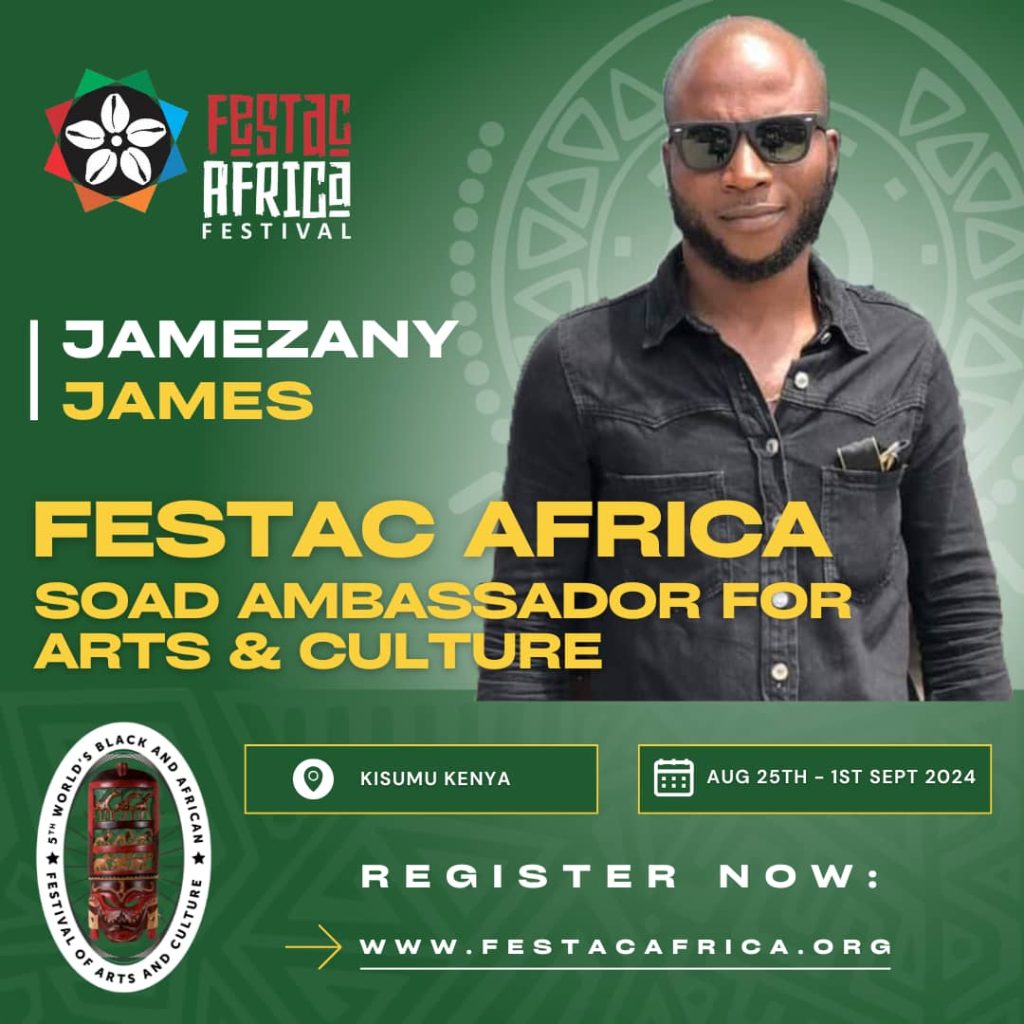 FESTAC
AFRICA
FESTIVAL
JAMEZANY
JAMES
FESTAC AFRICA
SOAD AMBASSADOR FOR
ARTS & CULTURE
5TH WORLD'S BLACK AND AFRICAN
FESTIVAL OF ARTS AND CULTURE
KISUMU KENYA
AUG 25TH - 1ST SEPT 2024
REGISTER NOW:
WWW.FESTACAFRICA.ORG